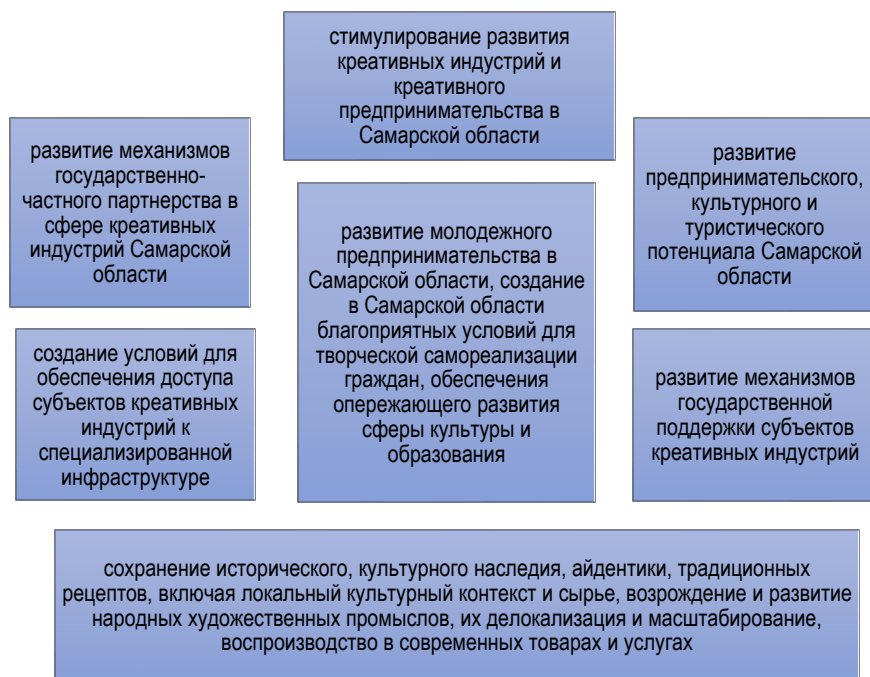 стимулирование развития
креативных индустрий и
креативного
предпринимательства в
Самарской области
развитие механизмов
государственно-
частного партнерства в
сфере креативных
индустрий Самарской
области
развитие молодежного
предпринимательства в
Самарской области, создание
в Самарской области
благоприятных условий для
творческой самореализации
граждан, обеспечения
опережающего развития
сферы культуры и
образования
развитие
предпринимательского,
культурного и
туристического
потенциала Самарской
области
создание условий для
обеспечения доступа
субъектов креативных
индустрий к
специализированной
инфраструктуре
развитие механизмов
государственной
поддержки субъектов
креативных индустрий
сохранение исторического, культурного наследия, айдентики, традиционных
рецептов, включая локальный культурный контекст и сырье, возрождение и развитие
народных художественных промыслов, их делокализация и масштабирование,
воспроизводство в современных товарах и услугах